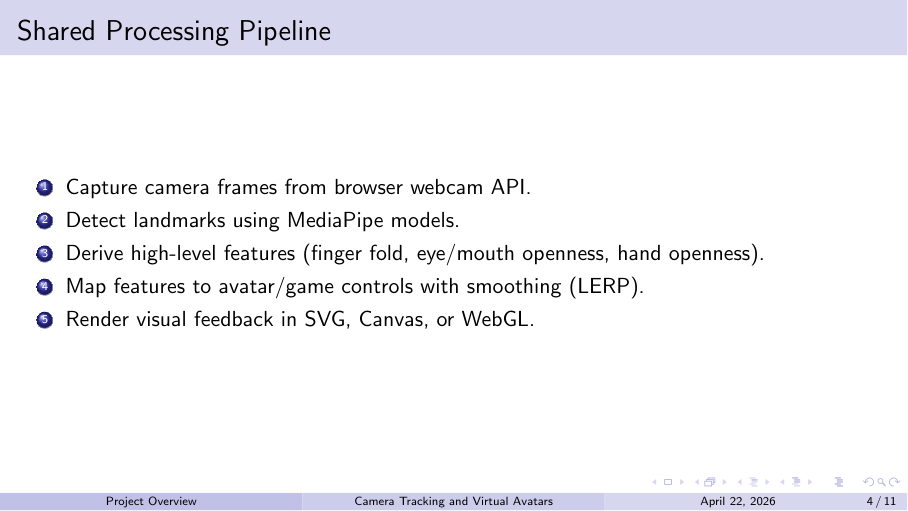 Shared Processing Pipeline
1 Capture camera frames from browser webcam API.
2 Detect landmarks using MediaPipe models.
3 Derive high-level features (finger fold, eye/mouth openness, hand openness).
4 Map features to avatar/game controls with smoothing (LERP).
5 Render visual feedback in SVG, Canvas, or WebGL.
Project Overview Camera Tracking and Virtual Avatars April 22, 2026 4 / 11